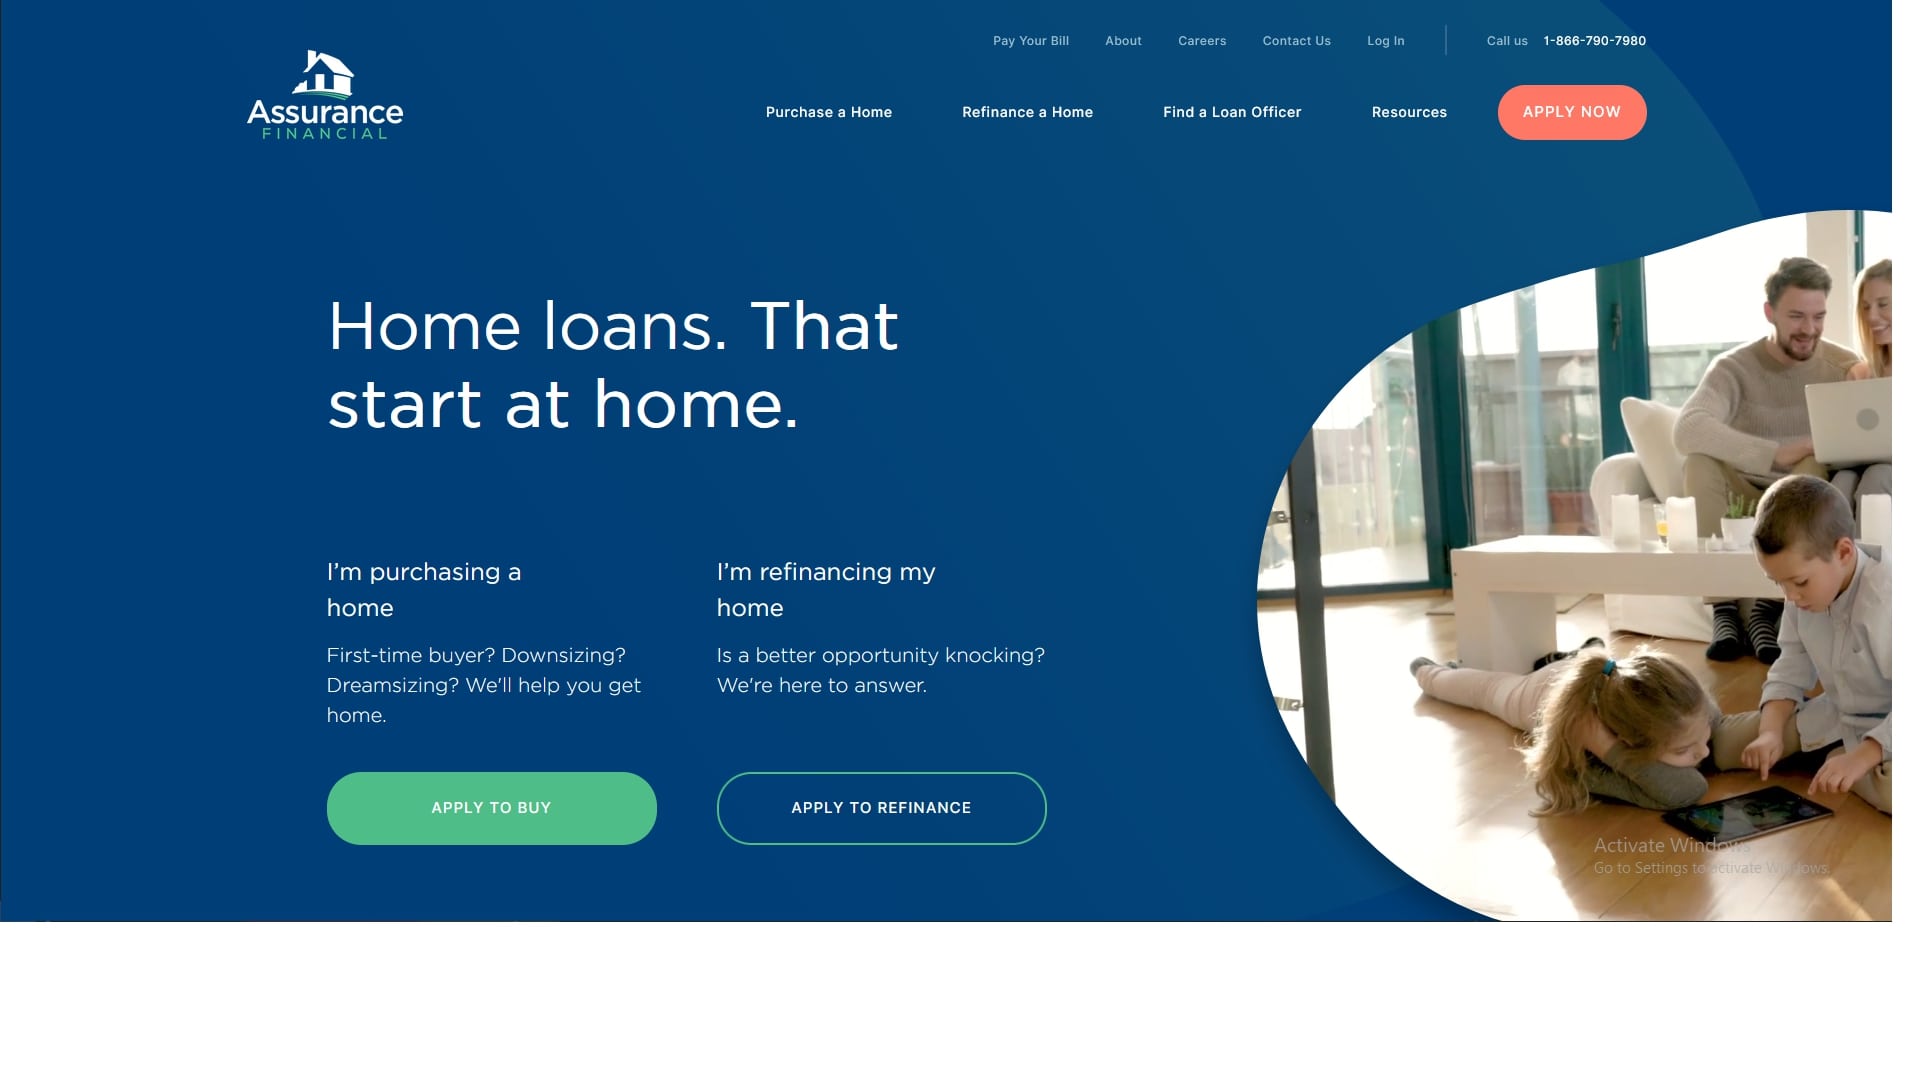 Pay Your Bill
About
Careers
Contact Us
Log In
Call us 1-866-790-7980
Assurance
FINANCIAL
Purchase a Home
Refinance a Home
Find a Loan Officer
Resources
APPLY NOW
Home loans. That
start at home.
I’m purchasing a
home
First-time buyer? Downsizing?
Dreamsizing? We'll help you get
home.
APPLY TO BUY
I’m refinancing my
home
Is a better opportunity knocking?
We're here to answer.
APPLY TO REFINANCE
Activate Windows
Go to Settings to activate Windows.